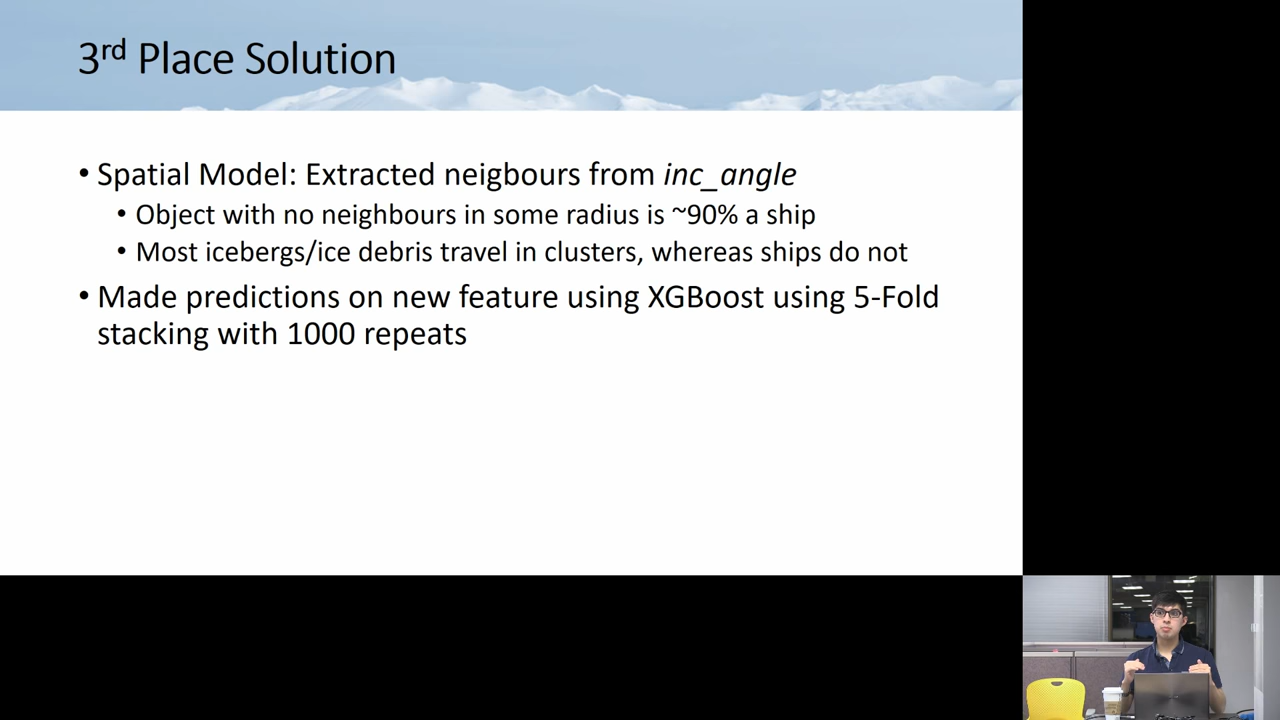 3rd Place Solution
• Spatial Model: Extracted neigbours from inc_angle
• Object with no neighbours in some radius is ~90% a ship
• Most icebergs/ice debris travel in clusters, whereas ships do not
• Made predictions on new feature using XGBoost using 5-Fold
stacking with 1000 repeats